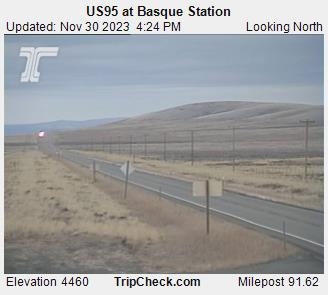 US95 at Basque Station
Updated: Nov 30 2023 4:24 PM Looking North
Elevation 4460 TripCheck.com Milepost 91.62